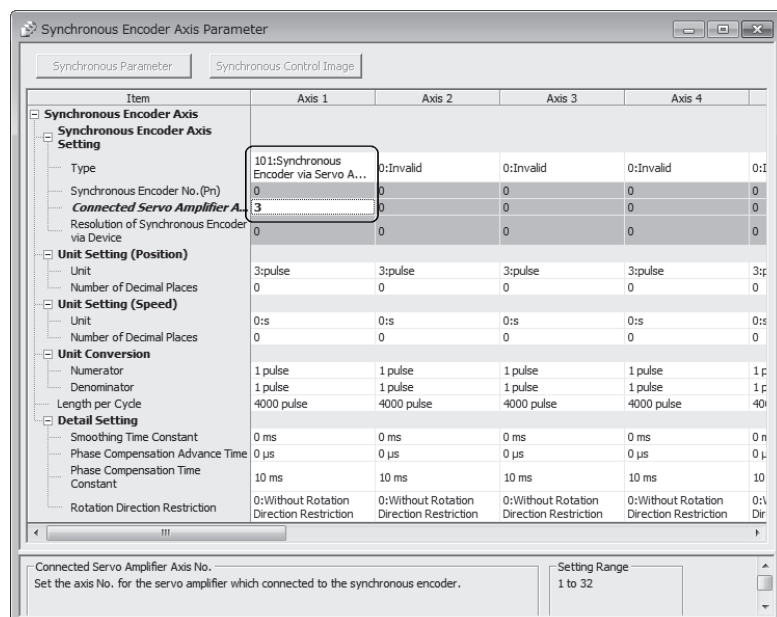 Synchronous Encoder Axis Parameter
Synchronous Parameter Synchronous Control Image
Item Axis 1 Axis 2 Axis 3 Axis 4
Synchronous Encoder Axis
Synchronous Encoder Axis
Setting
Type 101:Synchronous Encoder via Servo A... 0:Invalid 0:Invalid 0:Invalid 0:I
Synchronous Encoder No.(Pn) 0 0 0 0 0
Connected Servo Amplifier A... 3 0 0 0 0
Resolution of Synchronous Encoder via Device 0 0 0 0 0
Unit Setting (Position)
Unit 3:pulse 3:pulse 3:pulse 3:pulse 3:p
Number of Decimal Places 0 0 0 0 0
Unit Setting (Speed)
Unit 0:s 0:s 0:s 0:s 0:s
Number of Decimal Places 0 0 0 0 0
Unit Conversion
Numerator 1 pulse 1 pulse 1 pulse 1 pulse 1 p
Denominator 1 pulse 1 pulse 1 pulse 1 pulse 1 p
Length per Cycle 4000 pulse 4000 pulse 4000 pulse 4000 pulse 400
Detail Setting
Smoothing Time Constant 0 ms 0 ms 0 ms 0 ms 0 m
Phase Compensation Advance Time 0 µs 0 µs 0 µs 0 µs 0 µ
Phase Compensation Time Constant 10 ms 10 ms 10 ms 10 ms 10
Rotation Direction Restriction 0:Without Rotation Direction Restriction 0:Without Rotation Direction Restriction 0:Without Rotation Direction Restriction 0:Without Rotation Direction Restriction 0:\ Dir
Connected Servo Amplifier Axis No. Setting Range
Set the axis No. for the servo amplifier which connected to the synchronous encoder. 1 to 32